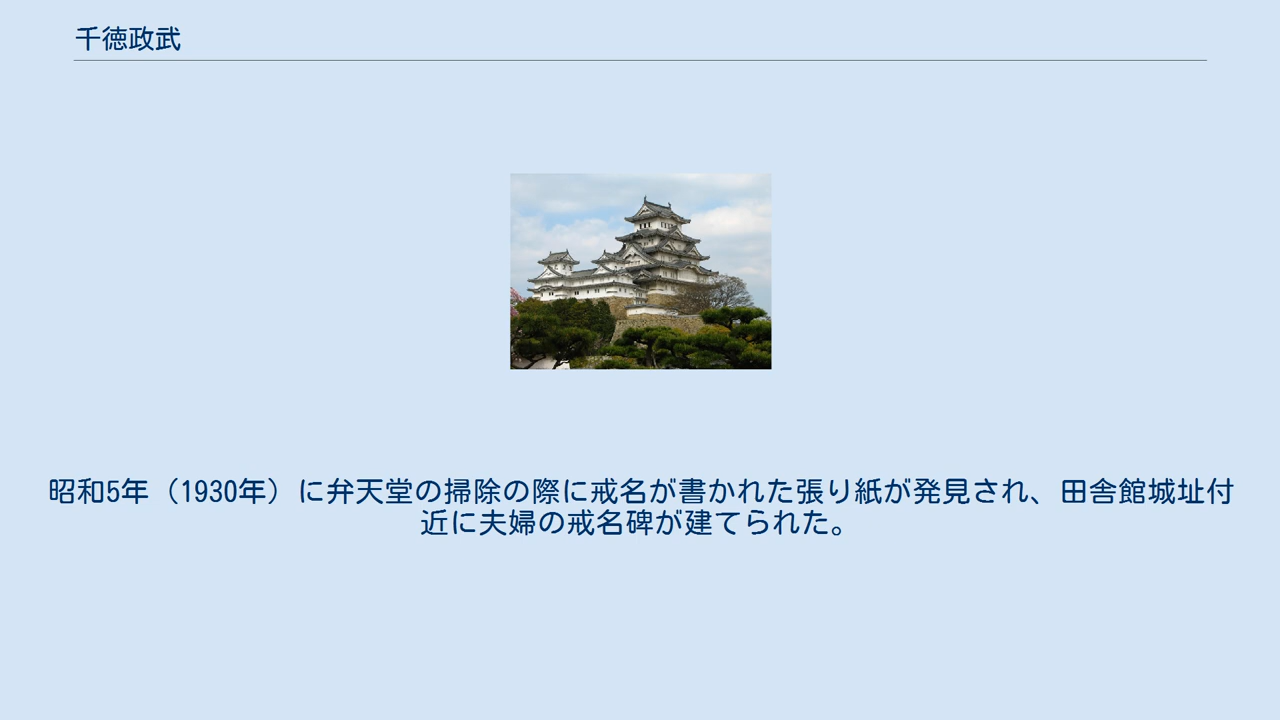 千徳政武
昭和5年（1930年）に弁天堂の掃除の際に戒名が書かれた張り紙が発見され、田舎館城址付
近に夫婦の戒名碑が建てられた。